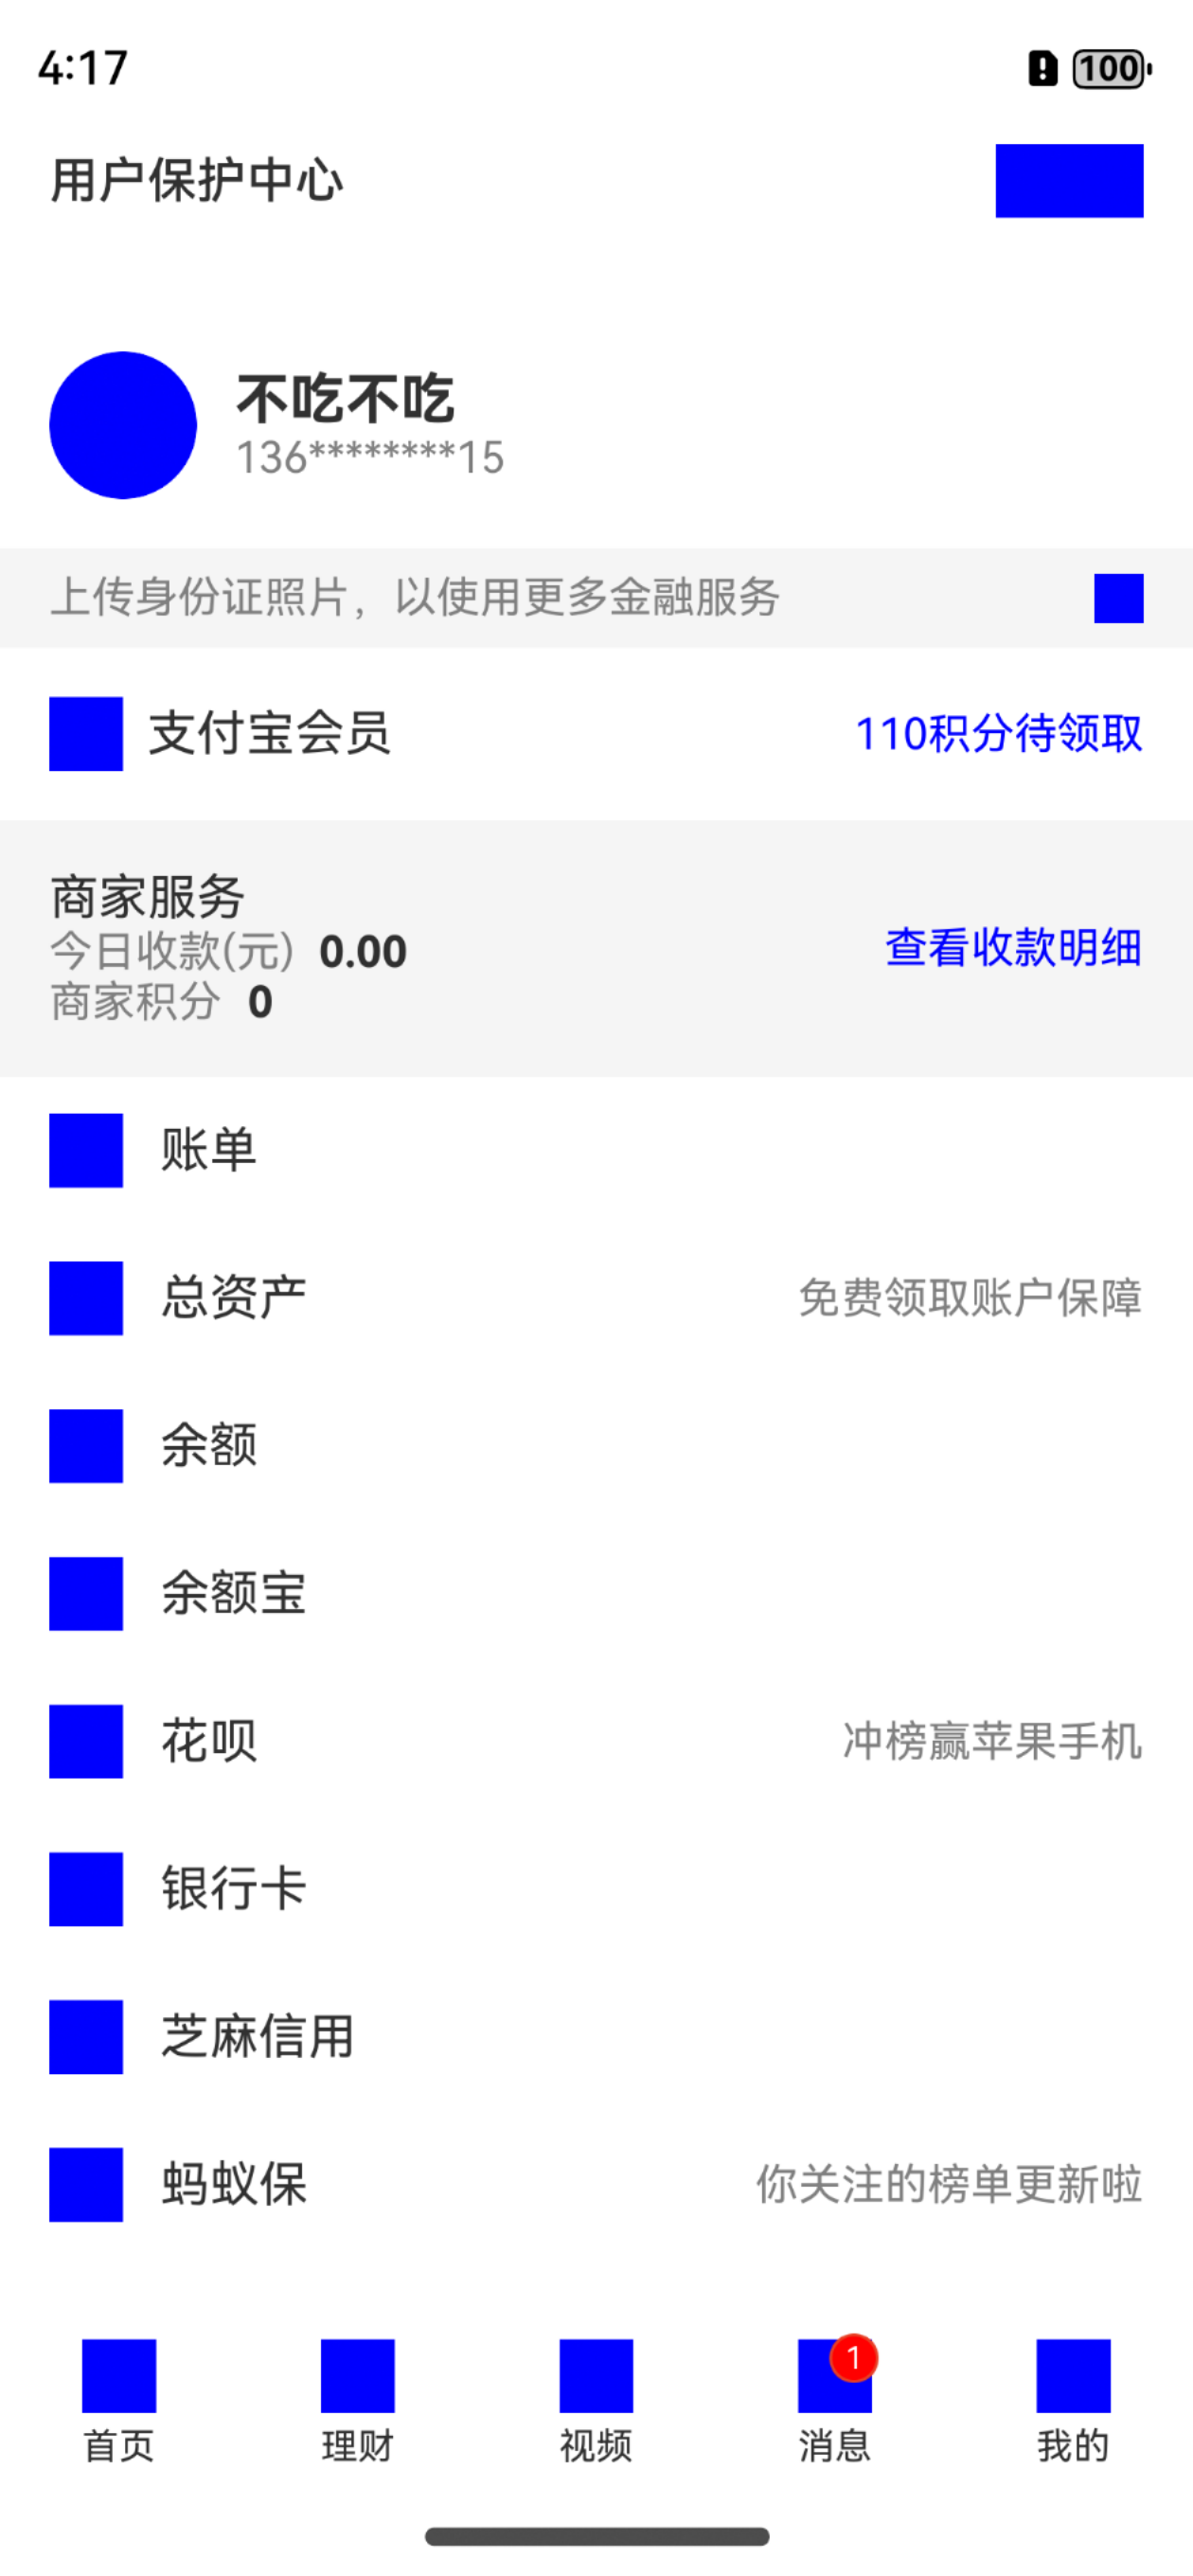 4:17
100
用户保护中心
不吃不吃
136********15
上传身份证照片，以使用更多金融服务
支付宝会员 110积分待领取
商家服务
今日收款(元) 0.00 查看收款明细
商家积分 0
账单
总资产 免费领取账户保障
余额
余额宝
花呗 冲榜赢苹果手机
银行卡
芝麻信用
蚂蚁保 你关注的榜单更新啦
1
首页 理财 视频 消息 我的